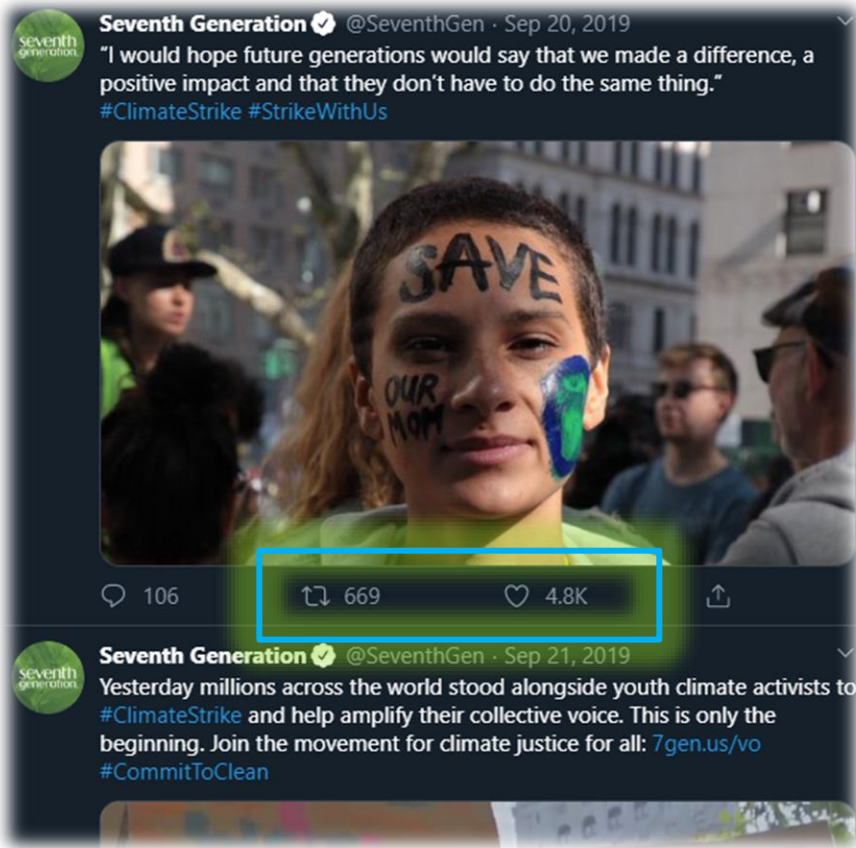 Seventh Generation @SeventhGen · Sep 20, 2019
seventh
generation
“I would hope future generations would say that we made a difference, a
positive impact and that they don’t have to do the same thing.”
#ClimateStrike #StrikeWithUs
SAVE
OUR
MOM
106 669 4.8K
Seventh Generation @SeventhGen · Sep 21, 2019
seventh
generation
Yesterday millions across the world stood alongside youth climate activists to
#ClimateStrike and help amplify their collective voice. This is only the
beginning. Join the movement for climate justice for all: 7gen.us/vo
#CommitToClean